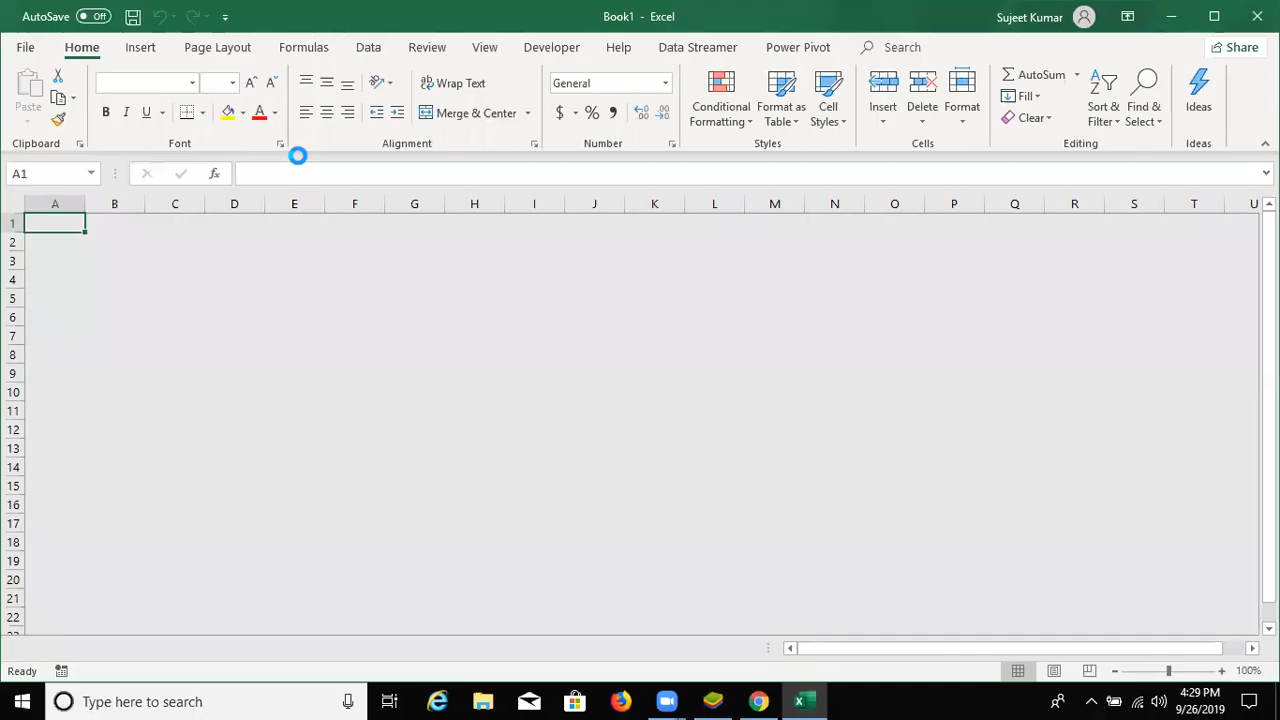 AutoSave Off Book1 - Excel Sujeet Kumar
File Home Insert Page Layout Formulas Data Review View Developer Help Data Streamer Power Pivot Search Share
Paste
Clipboard
B I U A
Font
Wrap Text
Merge & Center
Alignment
General
$ %
Number
Conditional Formatting
Format as Table
Cell Styles
Styles
Insert Delete Format
Cells
AutoSum
Fill
Clear
Sort & Filter
Find & Select
Editing
Ideas
Ideas
A1 fx
A B C D E F G H I J K L M N O P Q R S T U
1
2
3
4
5
6
7
8
9
10
11
12
13
14
15
16
17
18
19
20
21
22
Ready 100%
Type here to search
4:29 PM
9/26/2019